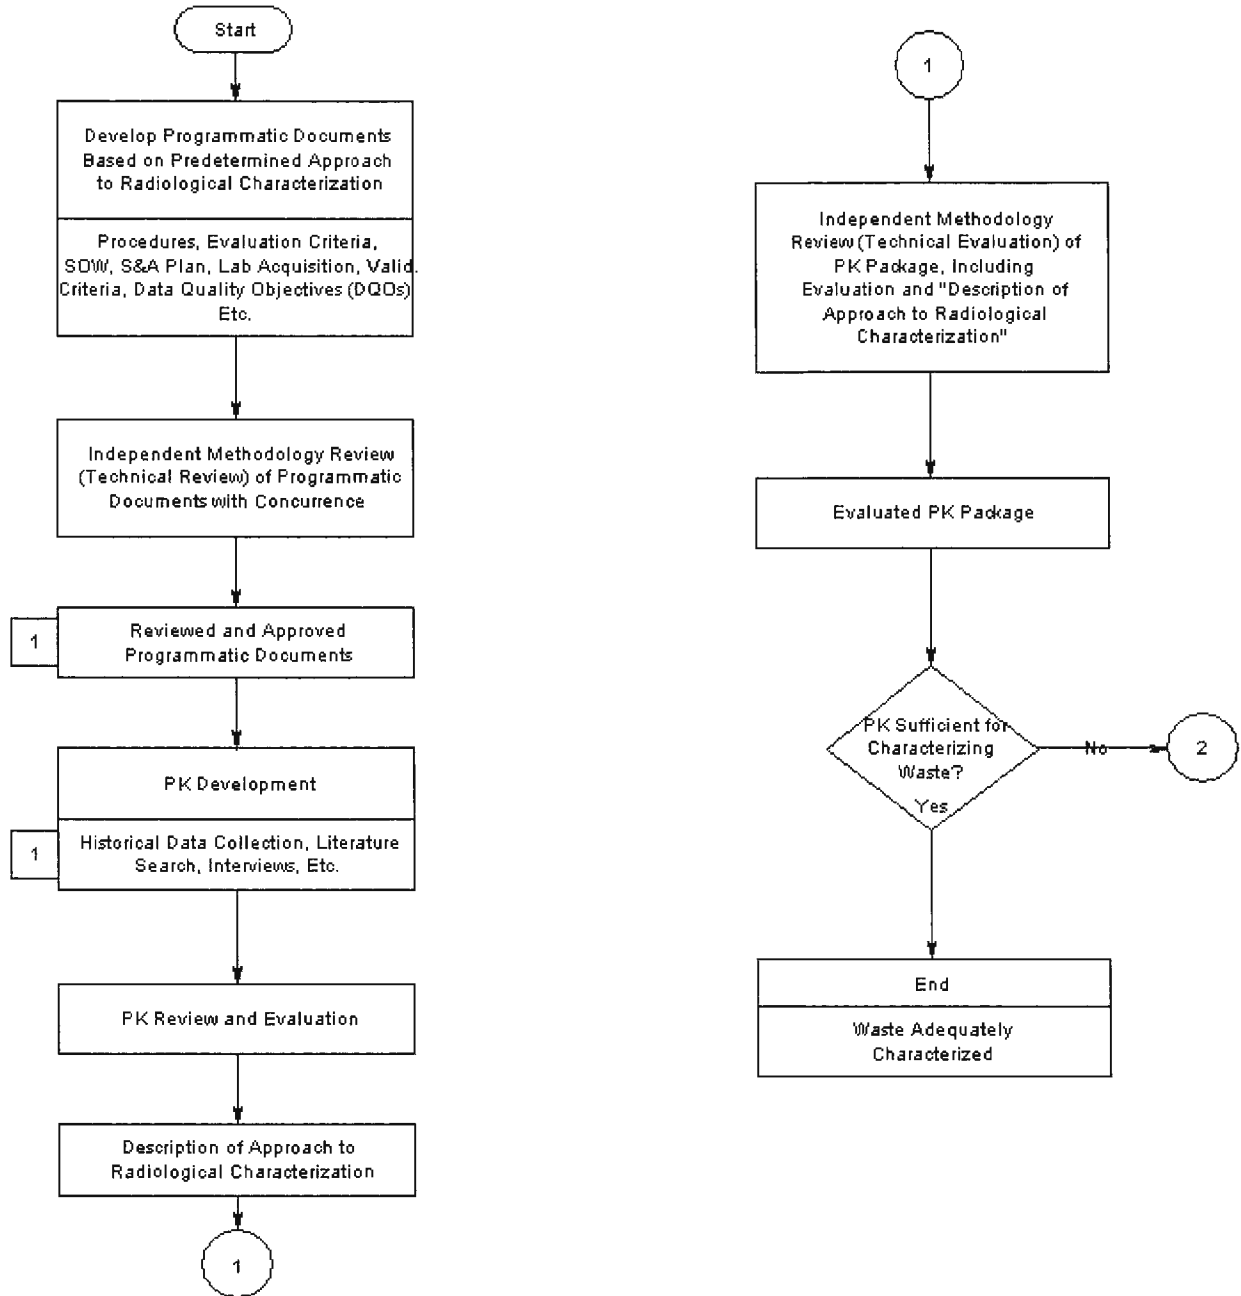 Start
Develop Programmatic Documents
Based on Predetermined Approach
to Radiological Characterization
Procedures, Evaluation Criteria,
SOW, S&A Plan, Lab Acquisition, Valid.
Criteria, Data Quality Objectives (DQOs)
Etc.
Independent Methodology Review
(Technical Review) of Programmatic
Documents with Concurrence
1
Reviewed and Approved
Programmatic Documents
PK Development
1
Historical Data Collection, Literature
Search, Interviews, Etc.
PK Review and Evaluation
Description of Approach to
Radiological Characterization
1
1
Independent Methodology
Review (Technical Evaluation) of
PK Package, Including
Evaluation and "Description of
Approach to Radiological
Characterization"
Evaluated PK Package
PK Sufficient for
Characterizing
Waste?
No
2
Yes
End
Waste Adequately
Characterized